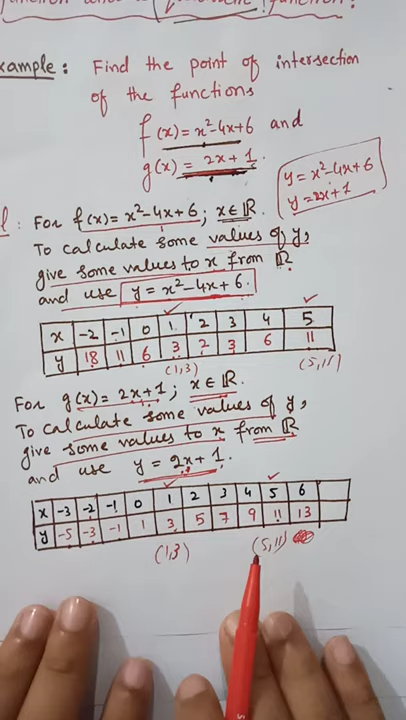 function and
function:
Example: Find the point of intersection
of the functions
f(x)=x²-4x+6 and
g(x) = 2x+1.
y=x²-4x+6
y=2x+1
For f(x)=x²-4x+6; x∈ℝ.
To calculate some values of y,
give some values to x from ℝ
and use y=x²-4x+6.
x -2 -1 0 1 2 3 4 5
y 18 11 6 3 2 3 6 11
(1,3) (5,11)
For g(x)=2x+1; x∈ℝ.
To calculate some values of y,
give some values to x from ℝ
and use y=2x+1.
x -3 -2 -1 0 1 2 3 4 5 6
y -5 -3 -1 1 3 5 7 9 11 13
(1,3) (5,11)